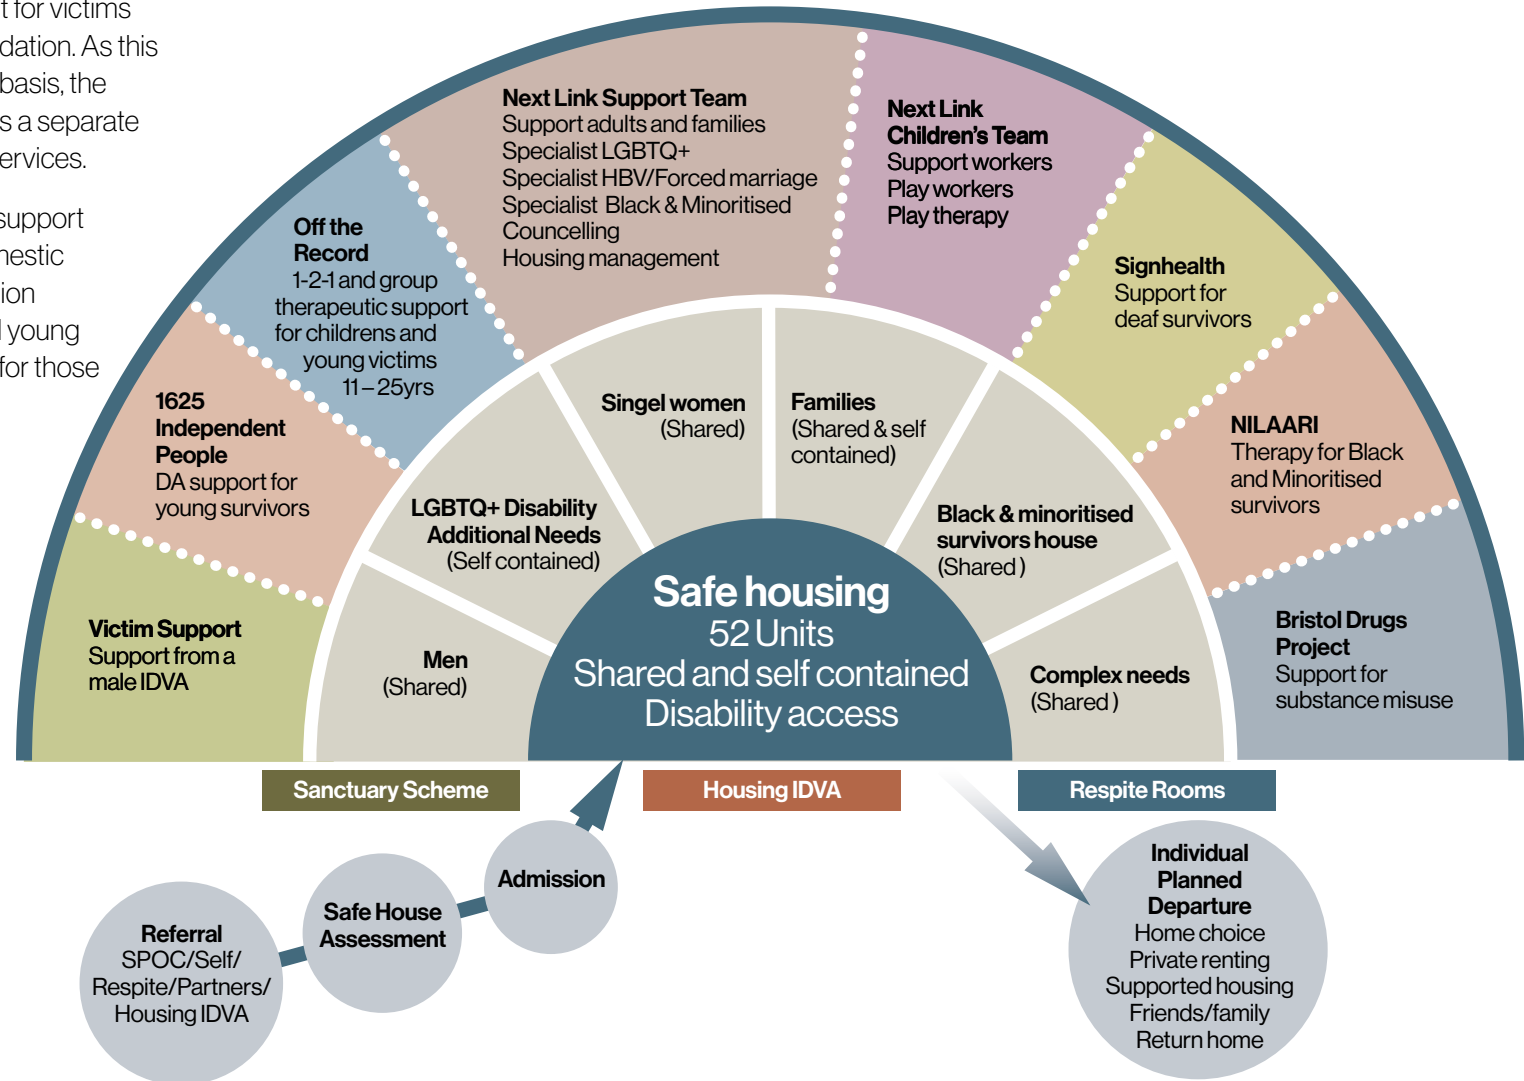 t for victims
dation. As this
basis, the
s a separate
ervices.
support
nestic
ion
l young
for those
Next Link Support Team
Support adults and families
Specialist LGBTQ+
Specialist HBV/Forced marriage
Specialist Black & Minoritised
Councelling
Housing management
Next Link
Children's Team
Support workers
Play workers
Play therapy
Off the
Record
1-2-1 and group
therapeutic support
for childrens and
young victims
11 – 25yrs
Signhealth
Support for
deaf survivors
1625
Independent
People
DA support for
young survivors
NILAARI
Therapy for Black
and Minoritised
survivors
Victim Support
Support from a
male IDVA
Bristol Drugs
Project
Support for
substance misuse
Men
(Shared)
LGBTQ+ Disability
Additional Needs
(Self contained)
Singel women
(Shared)
Families
(Shared & self
contained)
Black & minoritised
survivors house
(Shared )
Complex needs
(Shared )
Safe housing
52 Units
Shared and self contained
Disability access
Sanctuary Scheme
Housing IDVA
Respite Rooms
Referral
SPOC/Self/
Respite/Partners/
Housing IDVA
Safe House
Assessment
Admission
Individual
Planned
Departure
Home choice
Private renting
Supported housing
Friends/family
Return home